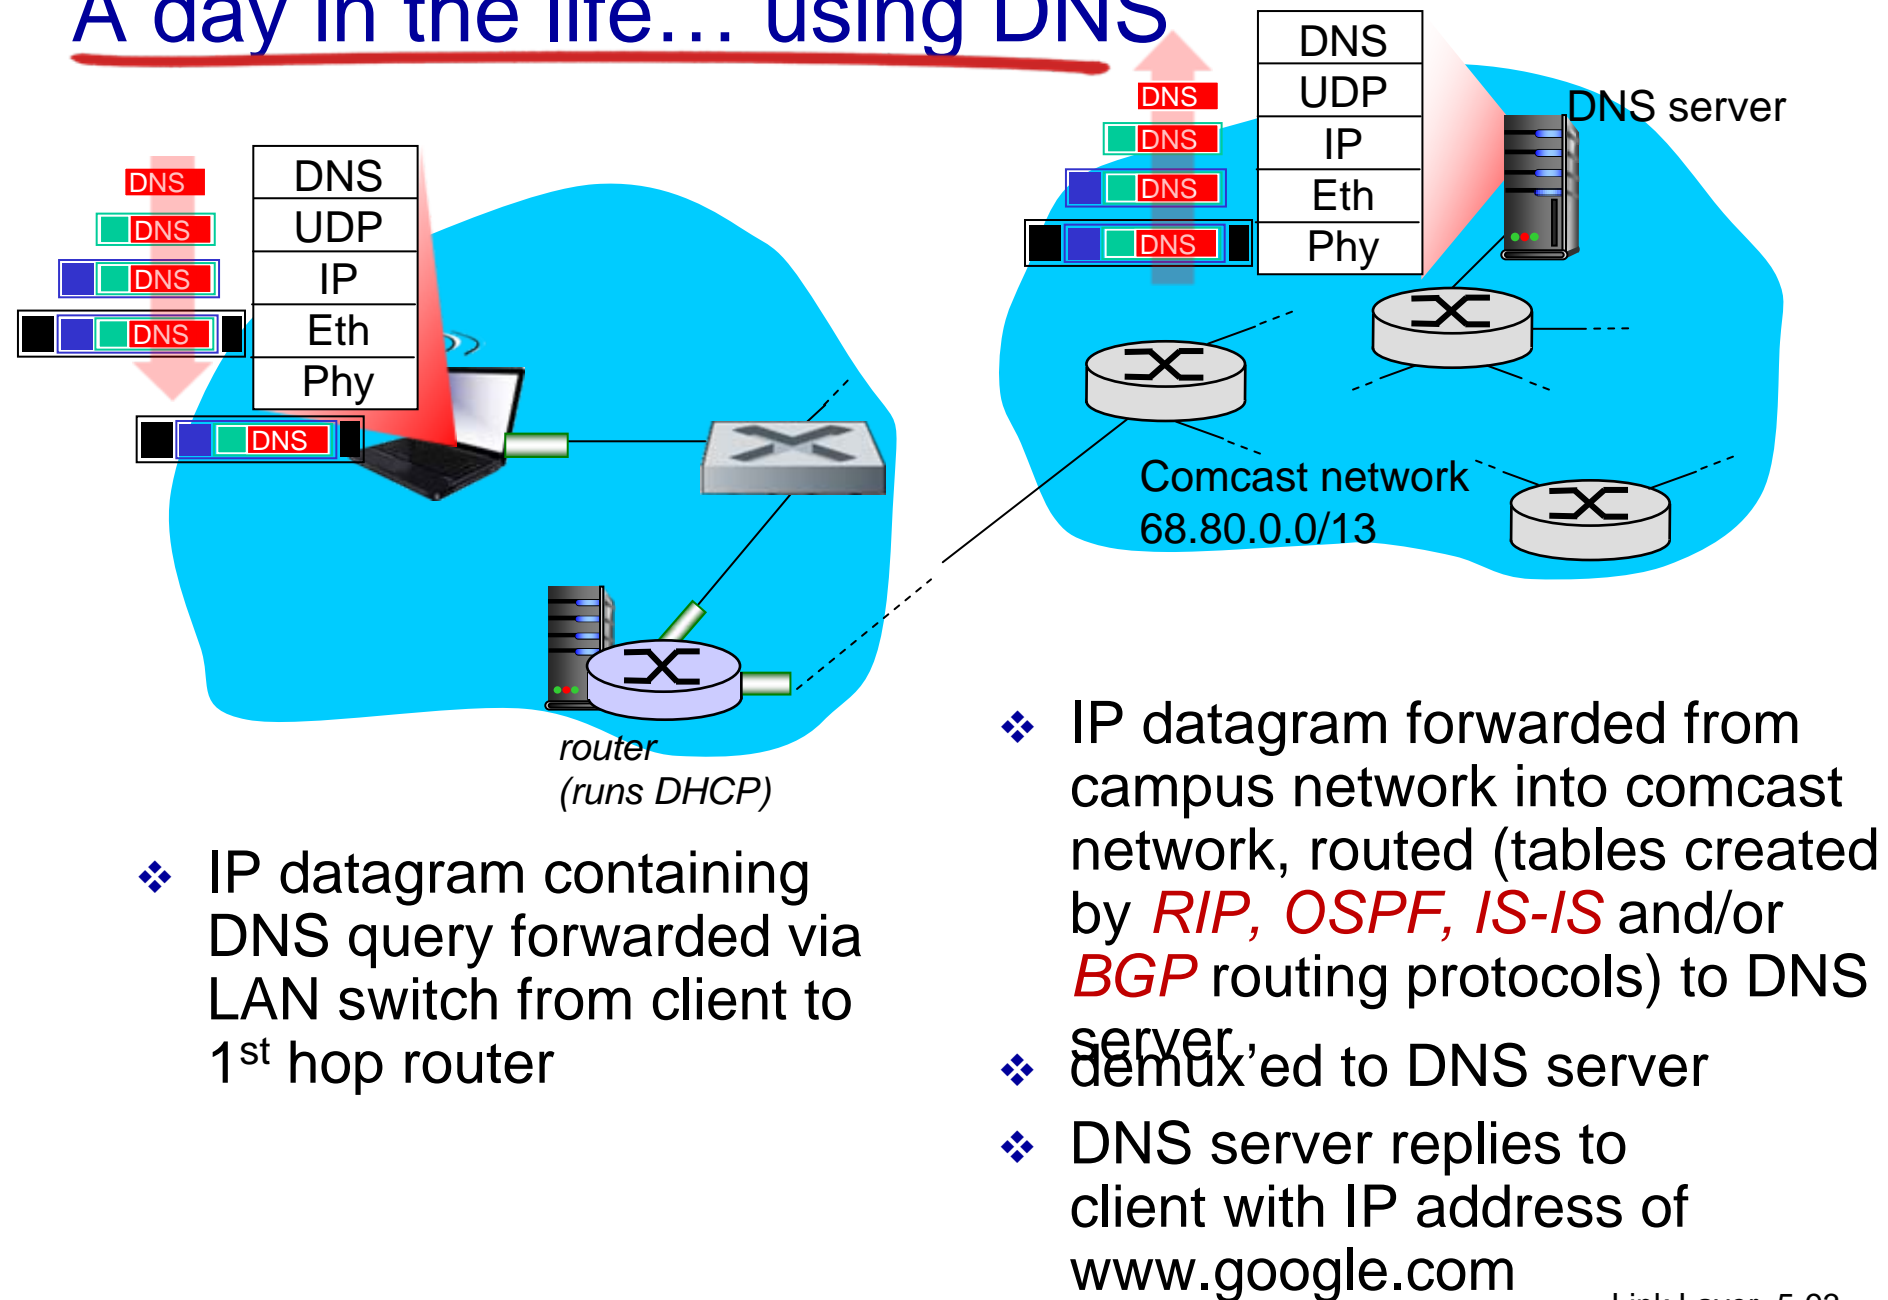 A day in the life… using DNS
DNS
UDP
IP
Eth
Phy
DNS
DNS
DNS
DNS
DNS server
DNS
UDP
IP
Eth
Phy
DNS
DNS
DNS
DNS
DNS
Comcast network
68.80.0.0/13
router
(runs DHCP)
❖ IP datagram containing
DNS query forwarded via
LAN switch from client to
1st hop router
❖ IP datagram forwarded from
campus network into comcast
network, routed (tables created
by RIP, OSPF, IS-IS and/or
BGP routing protocols) to DNS
server
❖ demux’ed to DNS server
❖ DNS server replies to
client with IP address of
www.google.com